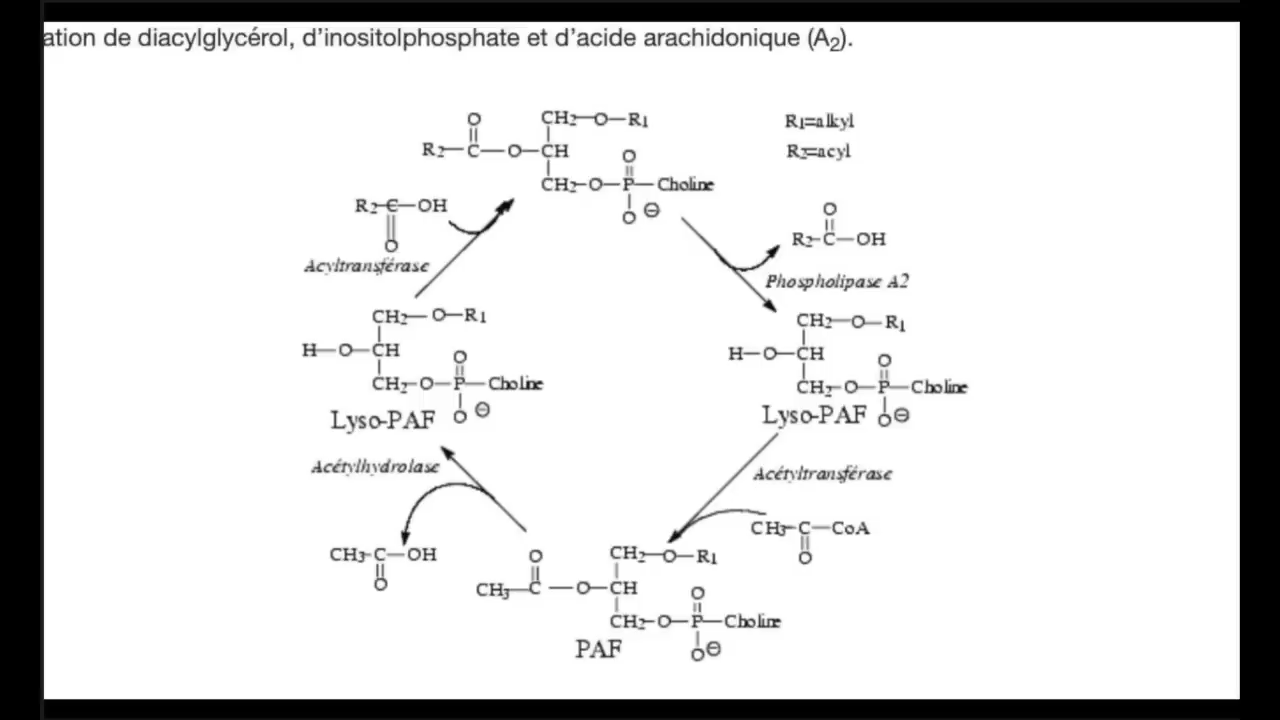 ation de diacylglycérol, d'inositolphosphate et d'acide arachidonique (A2).
O
CH2—O—R1
R1=alkyl
R2—C—O—CH
O
R2=acyl
CH2—O—P—Choline
O ⊖
R2—C—OH
O
O
R2—C—OH
Acyltransférase
Phospholipase A2
CH2—O—R1
H—O—CH
O
CH2—O—P—Choline
Lyso-PAF
O ⊖
CH2—O—R1
H—O—CH
O
CH2—O—P—Choline
Lyso-PAF
O⊖
Acétylhydrolase
Acétyltransférase
CH3—C—CoA
O
CH3—C—OH
O
O
CH2—O—R1
CH3—C—O—CH
O
CH2—O—P—Choline
PAF
O⊖